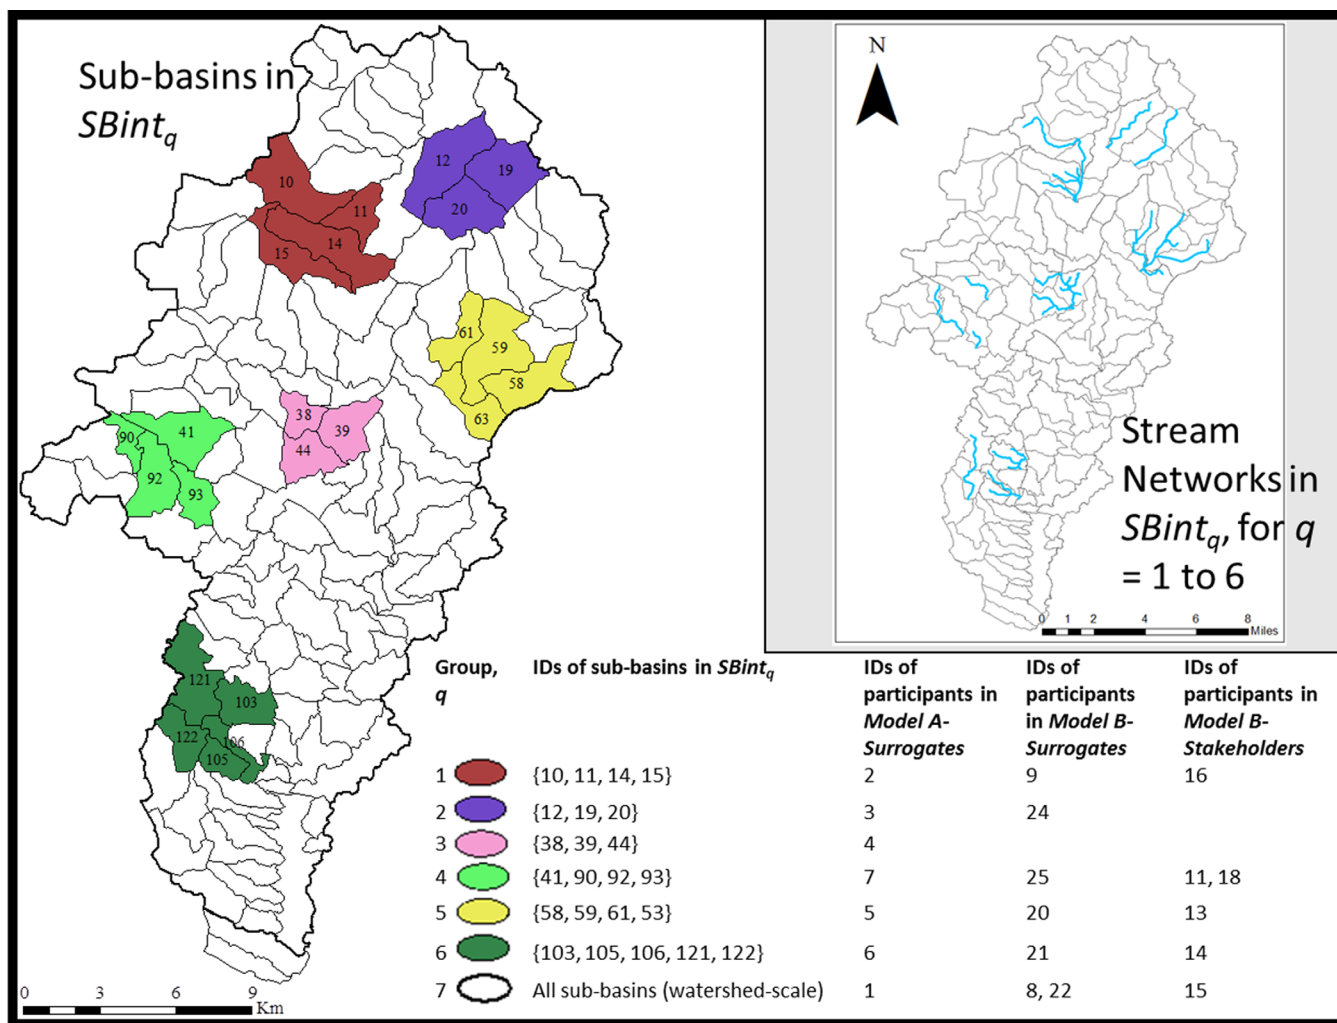 Sub-basins in
SBintq
10
11
14
15
12
19
20
61
59
58
63
38
39
44
90
41
92
93
121
103
122
106
105
0 3 6 9
Km
N
Stream
Networks in
SBintq, for q
= 1 to 6
0 1 2 4 6 8
Miles
Group, q IDs of sub-basins in SBintq IDs of participants in Model A-Surrogates IDs of participants in Model B-Surrogates IDs of participants in Model B-Stakeholders
1 {10, 11, 14, 15} 2 9 16
2 {12, 19, 20} 3 24
3 {38, 39, 44} 4
4 {41, 90, 92, 93} 7 25 11, 18
5 {58, 59, 61, 53} 5 20 13
6 {103, 105, 106, 121, 122} 6 21 14
7 All sub-basins (watershed-scale) 1 8, 22 15